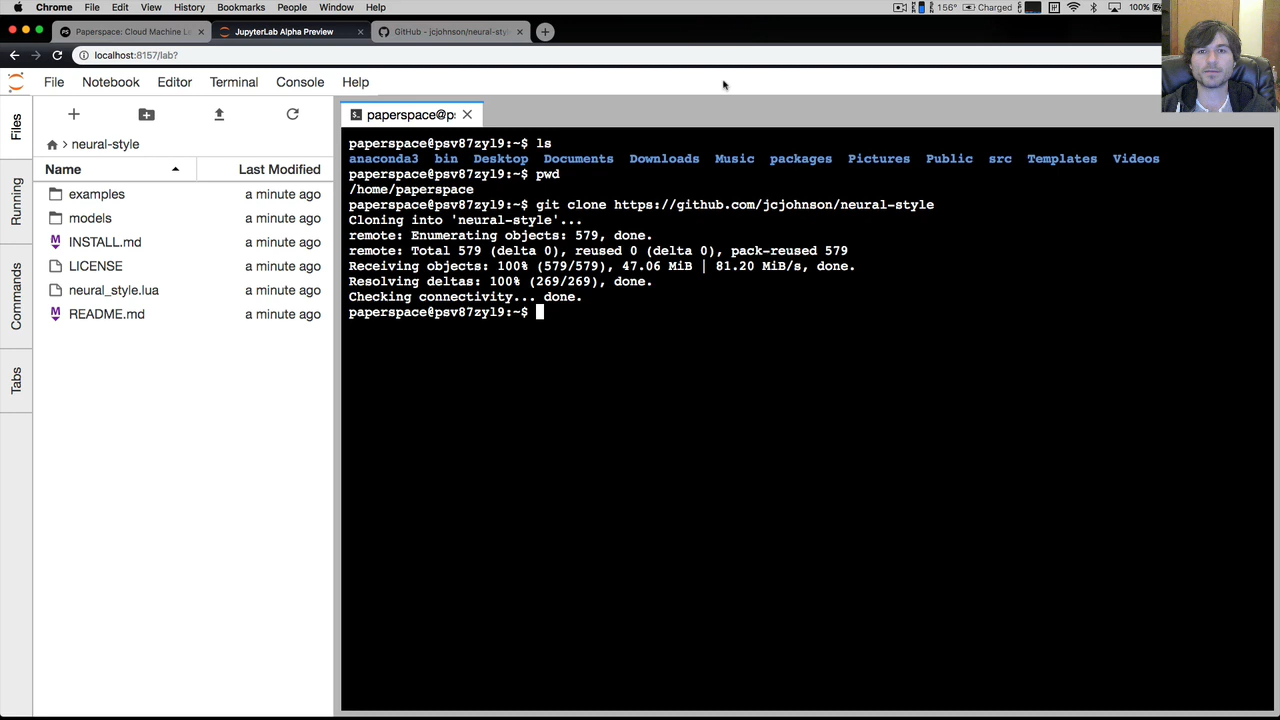 Chrome File Edit View History Bookmarks People Window Help 156° Charged 100%
Paperspace: Cloud Machine Le JupyterLab Alpha Preview GitHub - jcjohnson/neural-sty
localhost:8157/lab?
File Notebook Editor Terminal Console Help
Files
Running
Commands
Tabs
neural-style
Name Last Modified
examples a minute ago
models a minute ago
INSTALL.md a minute ago
LICENSE a minute ago
neural_style.lua a minute ago
README.md a minute ago
paperspace@p:
paperspace@psv87zyl9:~$ ls
anaconda3 bin Desktop Documents Downloads Music packages Pictures Public src Templates Videos
paperspace@psv87zyl9:~$ pwd
/home/paperspace
paperspace@psv87zyl9:~$ git clone https://github.com/jcjohnson/neural-style
Cloning into 'neural-style'...
remote: Enumerating objects: 579, done.
remote: Total 579 (delta 0), reused 0 (delta 0), pack-reused 579
Receiving objects: 100% (579/579), 47.06 MiB | 81.20 MiB/s, done.
Resolving deltas: 100% (269/269), done.
Checking connectivity... done.
paperspace@psv87zyl9:~$